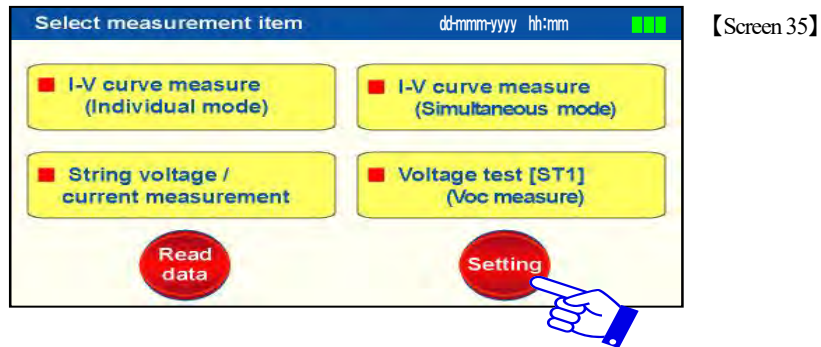 Select measurement item dd-mmm-yyyy hh:mm
【Screen 35】
I-V curve measure
(Individual mode)
I-V curve measure
(Simultaneous mode)
String voltage /
current measurement
Voltage test [ST1]
(Voc measure)
Read
data
Setting